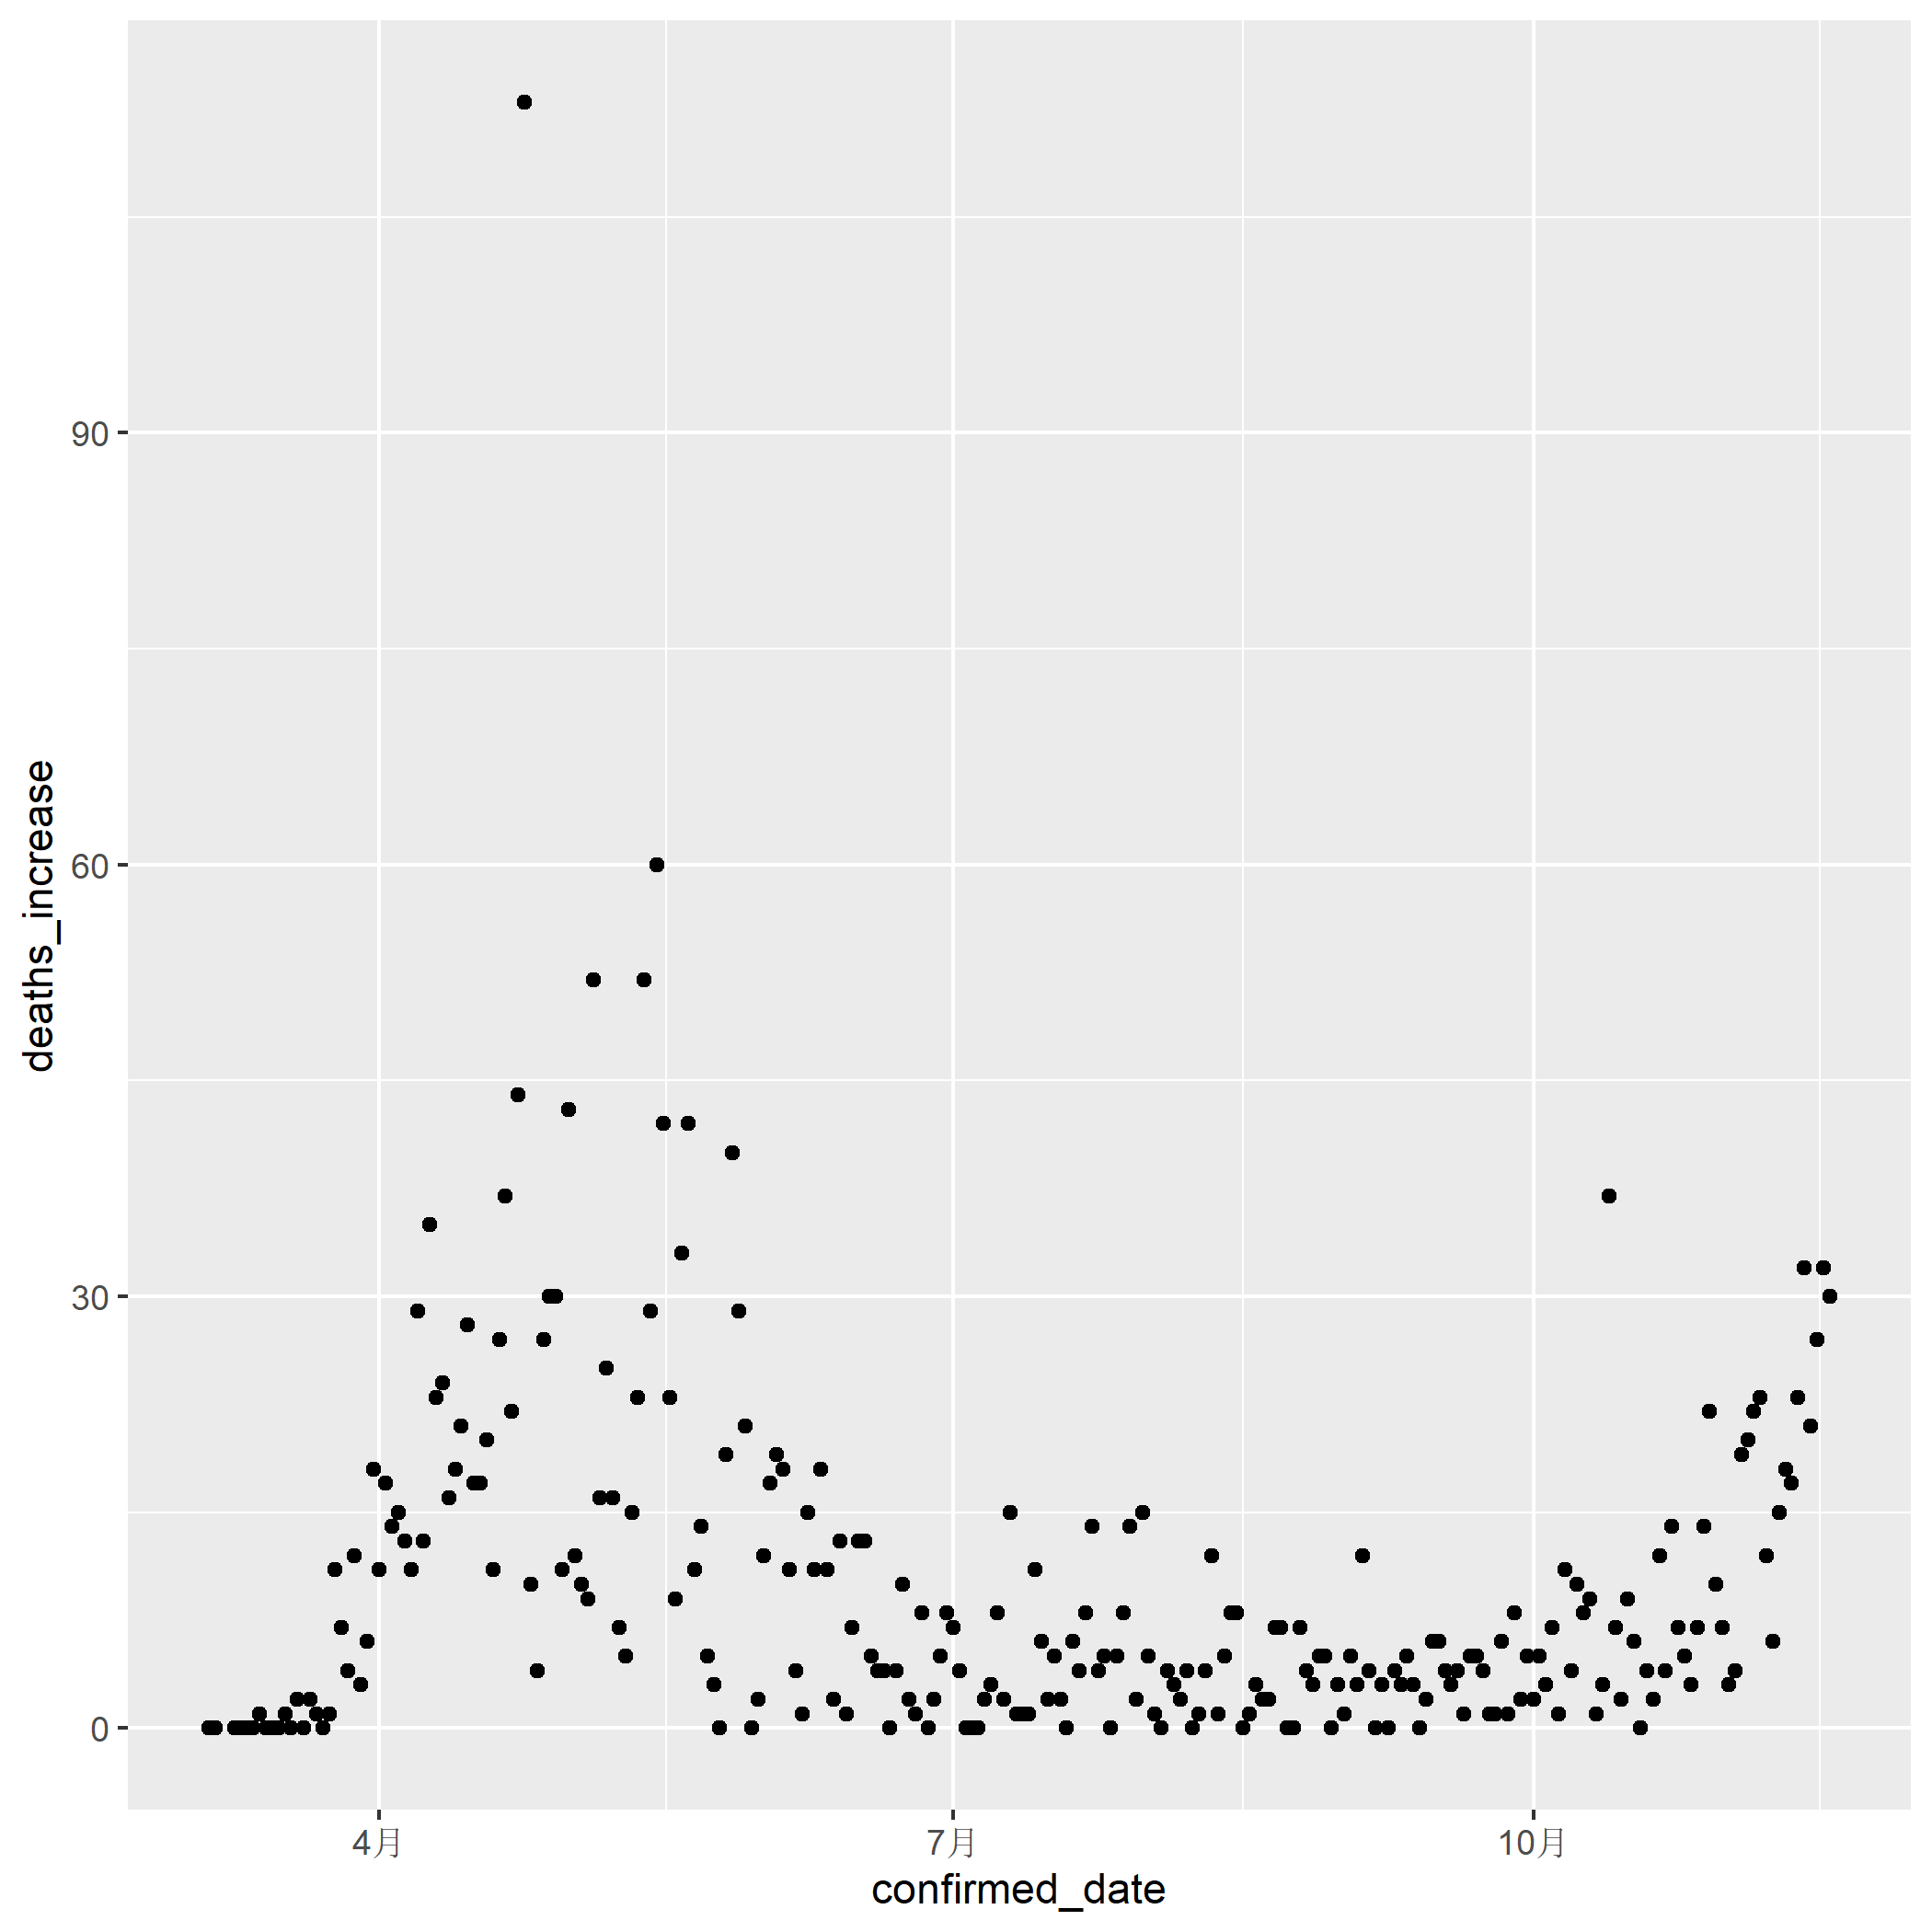 deaths_increase
90
60
30
0
4月
7月
10月
confirmed_date